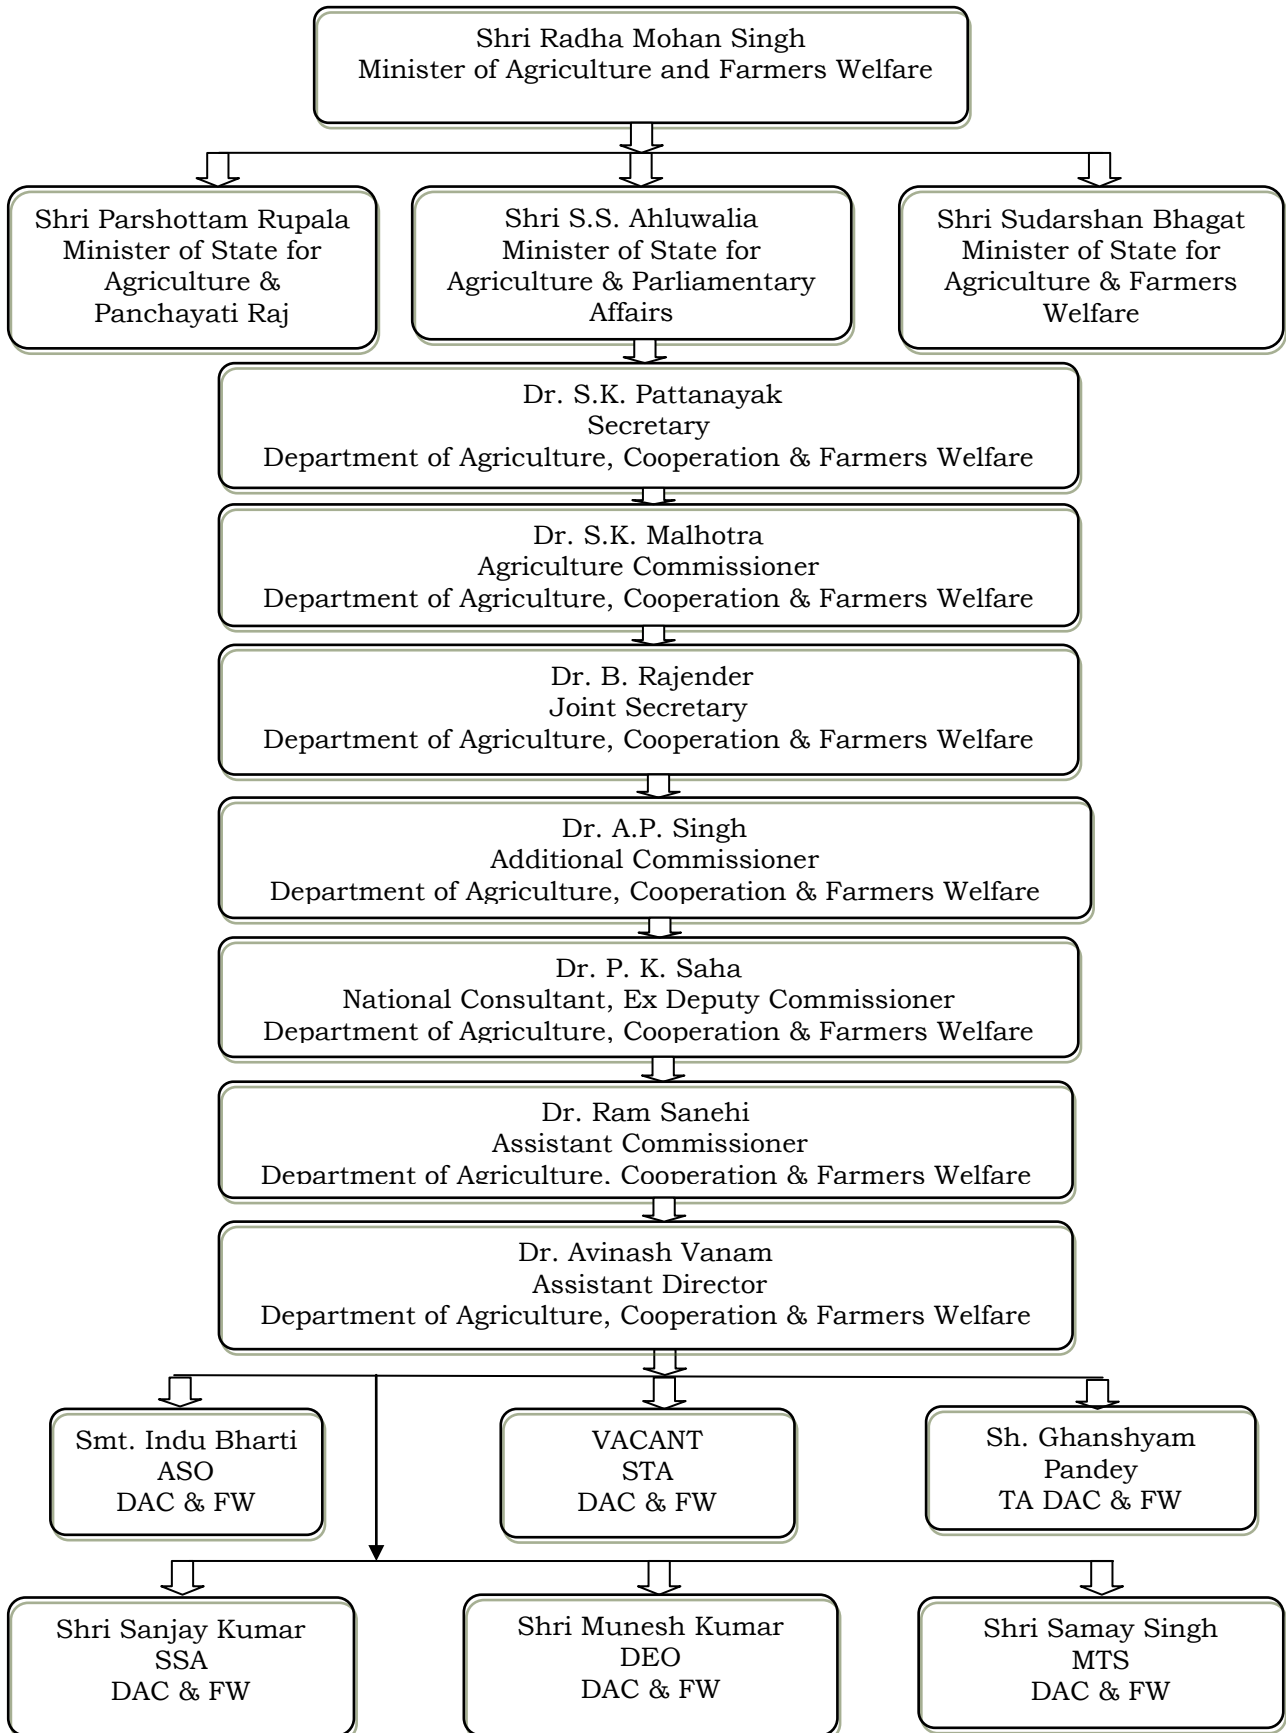 Shri Radha Mohan Singh
Minister of Agriculture and Farmers Welfare
Shri Parshottam Rupala
Minister of State for
Agriculture &
Panchayati Raj
Shri S.S. Ahluwalia
Minister of State for
Agriculture & Parliamentary
Affairs
Shri Sudarshan Bhagat
Minister of State for
Agriculture & Farmers
Welfare
Dr. S.K. Pattanayak
Secretary
Department of Agriculture, Cooperation & Farmers Welfare
Dr. S.K. Malhotra
Agriculture Commissioner
Department of Agriculture, Cooperation & Farmers Welfare
Dr. B. Rajender
Joint Secretary
Department of Agriculture, Cooperation & Farmers Welfare
Dr. A.P. Singh
Additional Commissioner
Department of Agriculture, Cooperation & Farmers Welfare
Dr. P. K. Saha
National Consultant, Ex Deputy Commissioner
Department of Agriculture, Cooperation & Farmers Welfare
Dr. Ram Sanehi
Assistant Commissioner
Department of Agriculture, Cooperation & Farmers Welfare
Dr. Avinash Vanam
Assistant Director
Department of Agriculture, Cooperation & Farmers Welfare
Smt. Indu Bharti
ASO
DAC & FW
VACANT
STA
DAC & FW
Sh. Ghanshyam
Pandey
TA DAC & FW
Shri Sanjay Kumar
SSA
DAC & FW
Shri Munesh Kumar
DEO
DAC & FW
Shri Samay Singh
MTS
DAC & FW